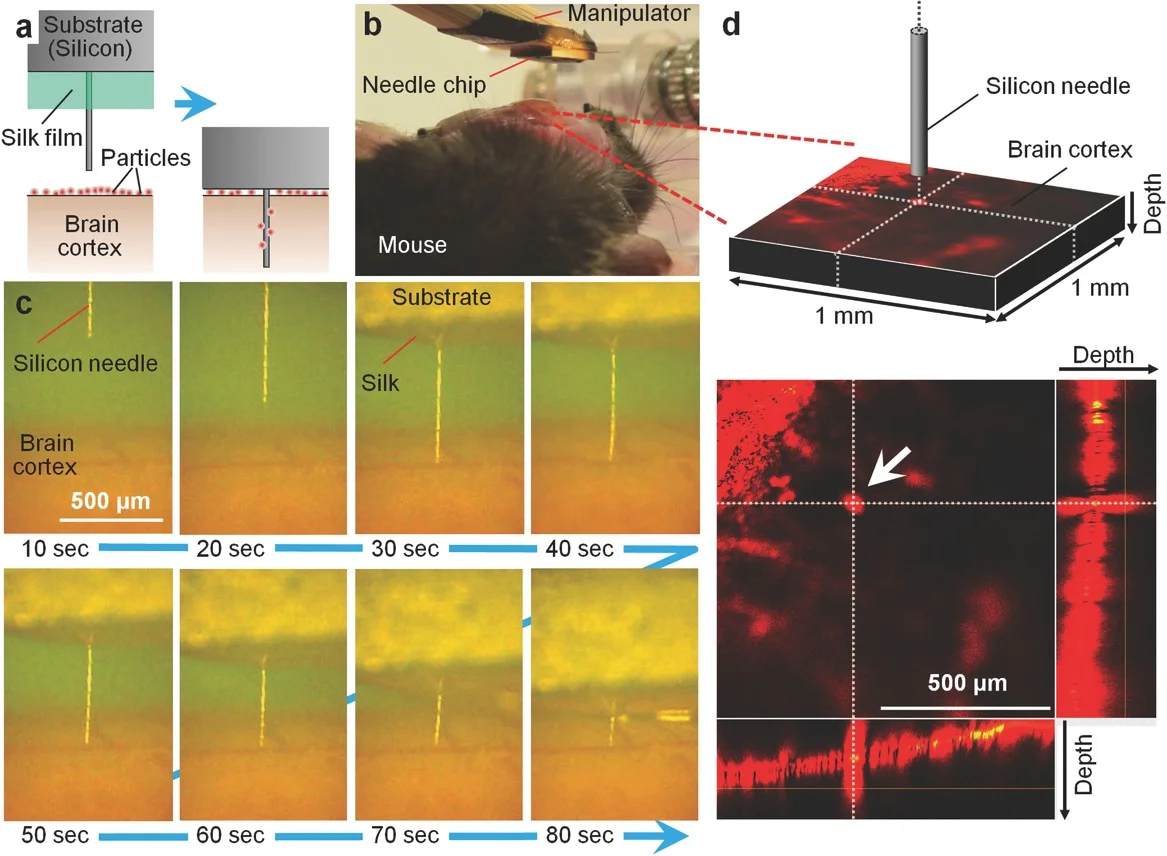 a
Substrate
(Silicon)
Silk film
Particles
Brain
cortex
b
Manipulator
Needle chip
Mouse
c
Silicon needle
Brain
cortex
500 µm
Substrate
Silk
10 sec
20 sec
30 sec
40 sec
50 sec
60 sec
70 sec
80 sec
d
Silicon needle
Brain cortex
Depth
1 mm
1 mm
Depth
500 µm
Depth